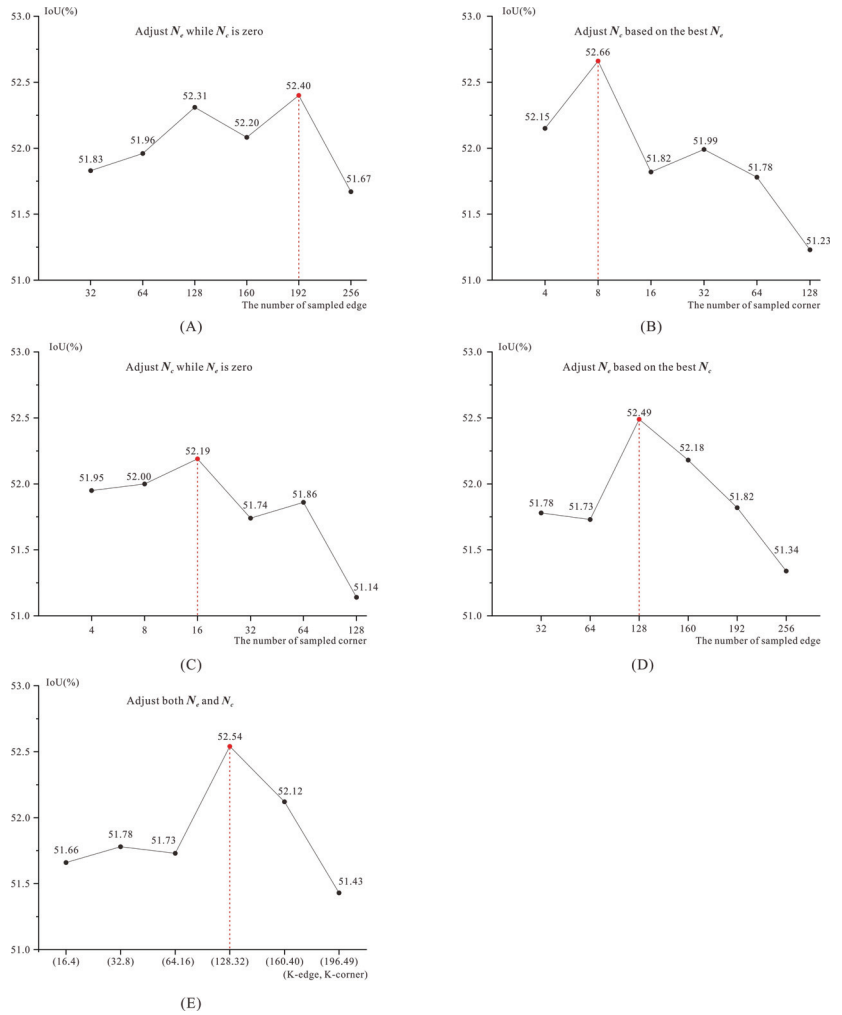 IoU(%)
53.0
Adjust Nₑ while N꜀ is zero
52.5
52.40
52.31
52.20
51.96
52.0
51.83
51.67
51.5
51.0
32 64 128 160 192 256
The number of sampled edge
(A)
IoU(%)
53.0
Adjust N꜀ based on the best Nₑ
52.66
52.5
52.15
52.0
51.99
51.82
51.78
51.5
51.23
51.0
4 8 16 32 64 128
The number of sampled corner
(B)
53.0
IoU(%)
Adjust N꜀ while Nₑ is zero
52.5
52.19
51.95 52.00
52.0
51.86
51.74
51.5
51.14
51.0
4 8 16 32 64 128
The number of sampled corner
(C)
53.0
IoU(%)
Adjust Nₑ based on the best N꜀
52.49
52.5
52.18
52.0
51.78 51.73
51.82
51.5
51.34
51.0
32 64 128 160 192 256
The number of sampled edge
(D)
53.0
IoU(%)
Adjust both Nₑ and N꜀
52.54
52.5
52.12
52.0
51.66 51.78 51.73
51.5
51.43
51.0
(16.4) (32.8) (64.16) (128.32) (160.40) (196.49)
(K-edge, K-corner)
(E)